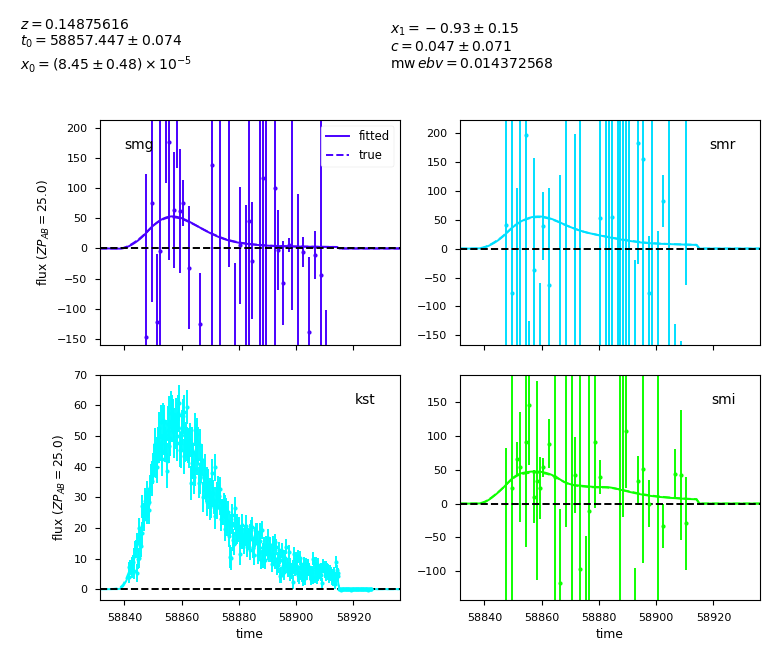 z = 0.14875616
t₀ = 58857.447 ± 0.074
x₀ = (8.45 ± 0.48) × 10⁻⁵
x₁ = −0.93 ± 0.15
c = 0.047 ± 0.071
mw ebv = 0.014372568
smg
fitted
true
200
150
100
50
0
−50
−100
−150
flux (ZP_AB = 25.0)
smr
200
150
100
50
0
−50
−100
−150
kst
70
60
50
40
30
20
10
0
flux (ZP_AB = 25.0)
58840 58860 58880 58900 58920
time
smi
150
100
50
0
−50
−100
58840 58860 58880 58900 58920
time